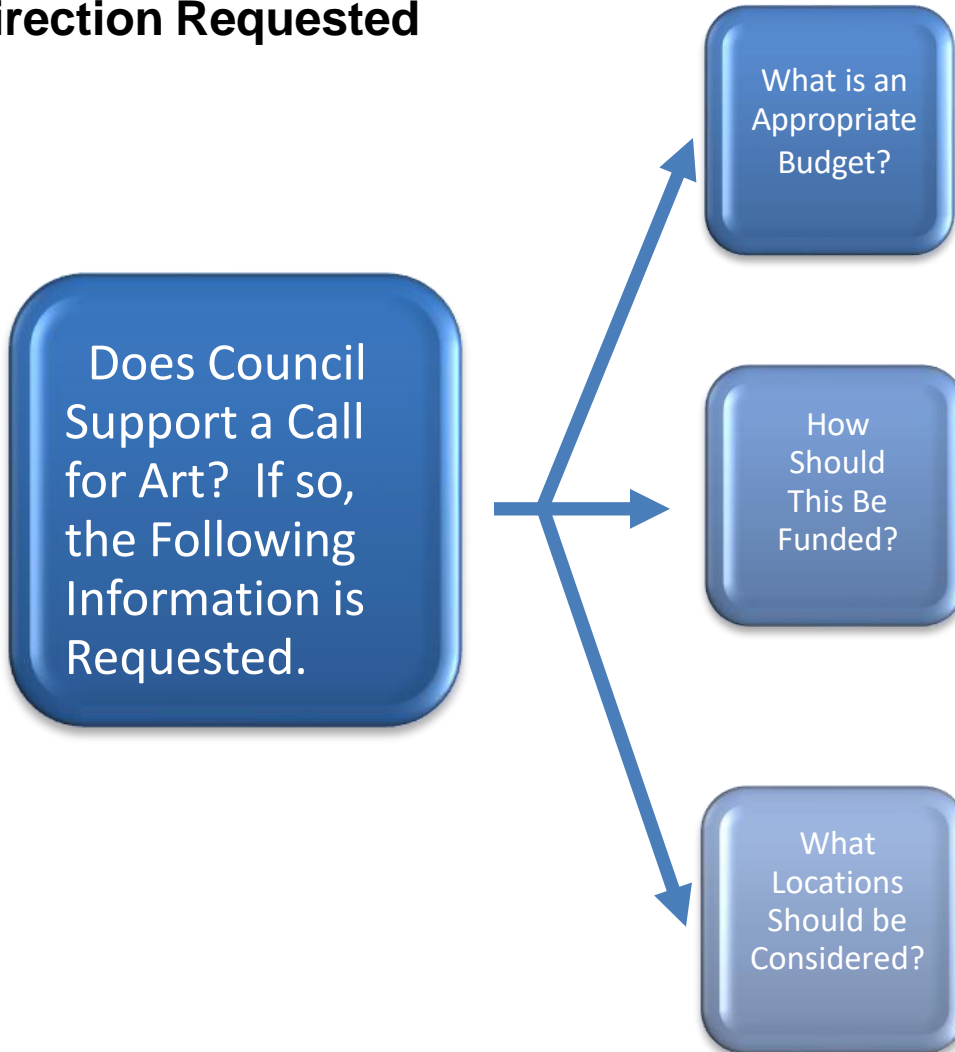 irection Requested
Does Council
Support a Call
for Art? If so,
the Following
Information is
Requested.
What is an
Appropriate
Budget?
How
Should
This Be
Funded?
What
Locations
Should be
Considered?